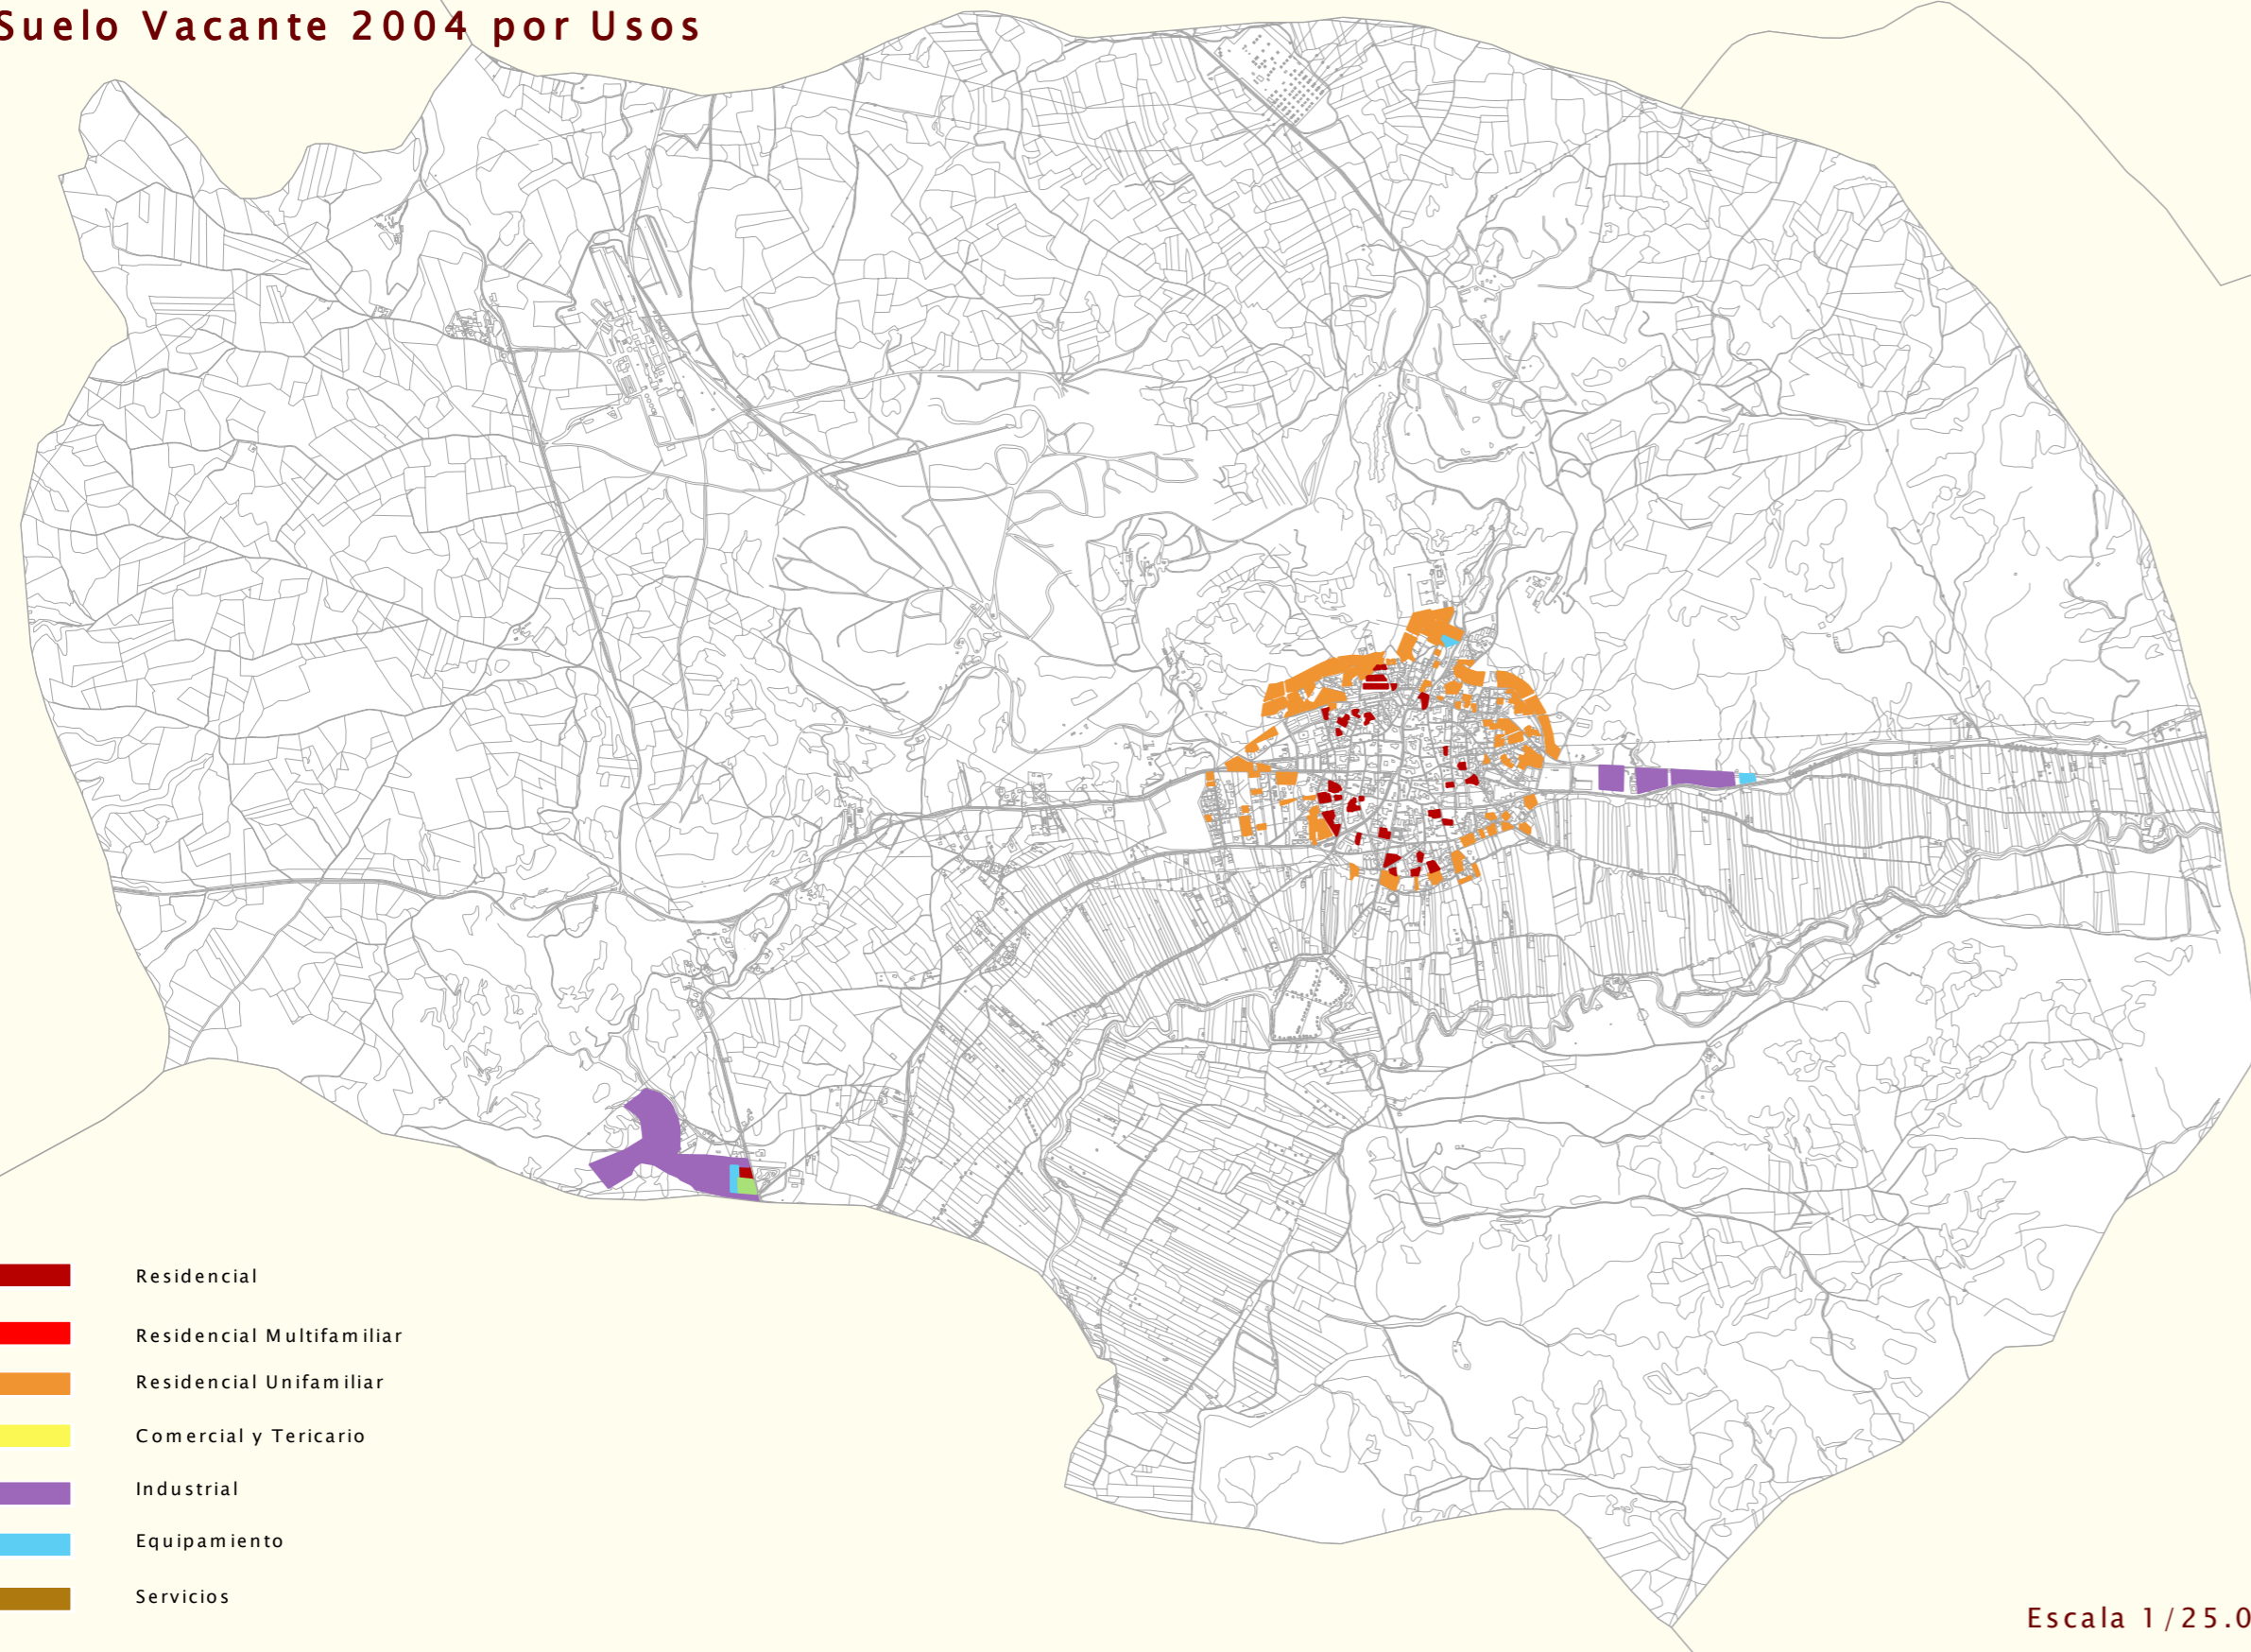 Suelo Vacante 2004 por Usos
Residencial
Residencial Multifamiliar
Residencial Unifamiliar
Comercial y Tericario
Industrial
Equipamiento
Servicios
Escala 1/25.0